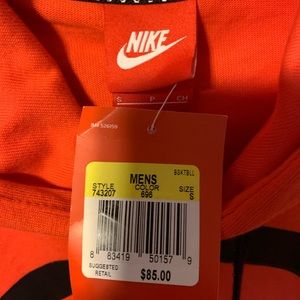 NIKE
S P CH
MENS
BSKTBLL
STYLE COLOR SIZE
743207 696 S
8 83419 50157 9
SUGGESTED
RETAIL $85.00